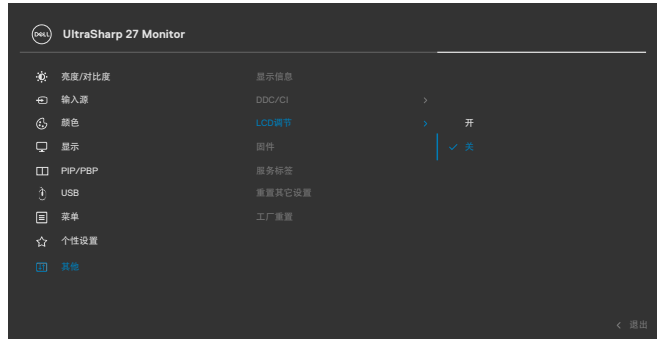 DELL UltraSharp 27 Monitor
亮度/对比度 显示信息
输入源 DDC/CI
颜色 LCD调节 开
显示 固件 关
PIP/PBP 服务标签
USB 重置其它设置
菜单 工厂重置
个性设置
其他
退出